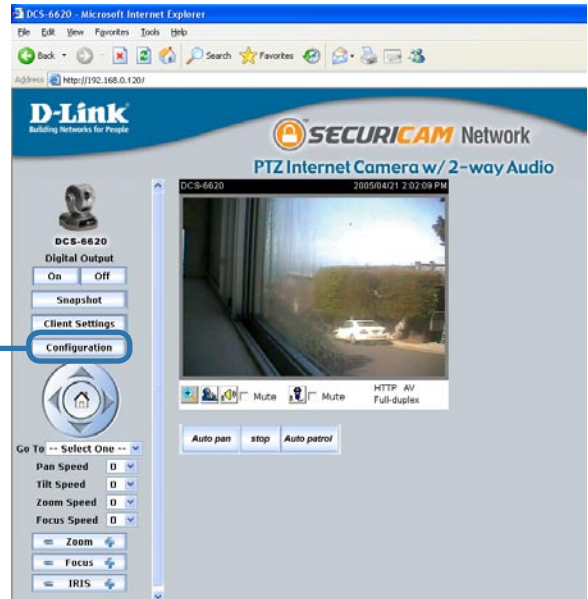 DCS-6620 - Microsoft Internet Explorer
File Edit View Favorites Tools Help
Back Search Favorites
Address http://192.168.0.120/
D-Link
Building Networks for People
SECURICAM Network
PTZ Internet Camera w/ 2-way Audio
DCS-6620 2005/04/21 2:02:09 PM
DCS-6620
Digital Output
On Off
Snapshot
Client Settings
Configuration
Mute Mute HTTP AV
Full-duplex
Auto pan stop Auto patrol
Go To -- Select One --
Pan Speed 0
Tilt Speed 0
Zoom Speed 0
Focus Speed 0
Zoom
Focus
IRIS